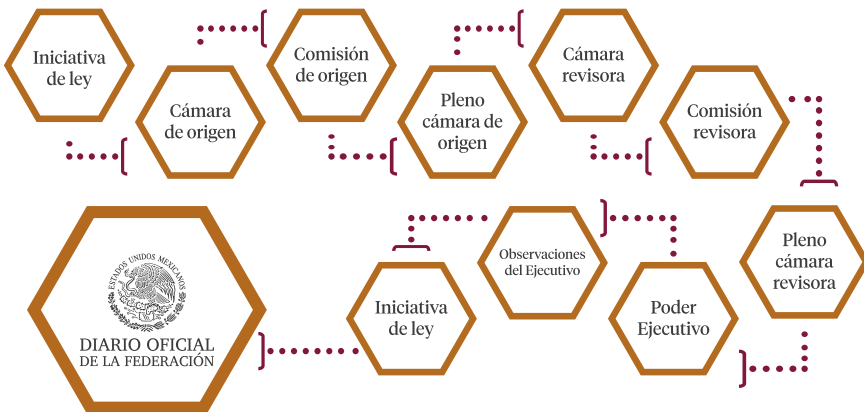 Iniciativa
de ley
Cámara
de origen
Comisión
de origen
Pleno
cámara de
origen
Cámara
revisora
Comisión
revisora
Pleno
cámara
revisora
Poder
Ejecutivo
Observaciones
del Ejecutivo
Iniciativa
de ley
ESTADOS UNIDOS MEXICANOS
DIARIO OFICIAL
DE LA FEDERACIÓN